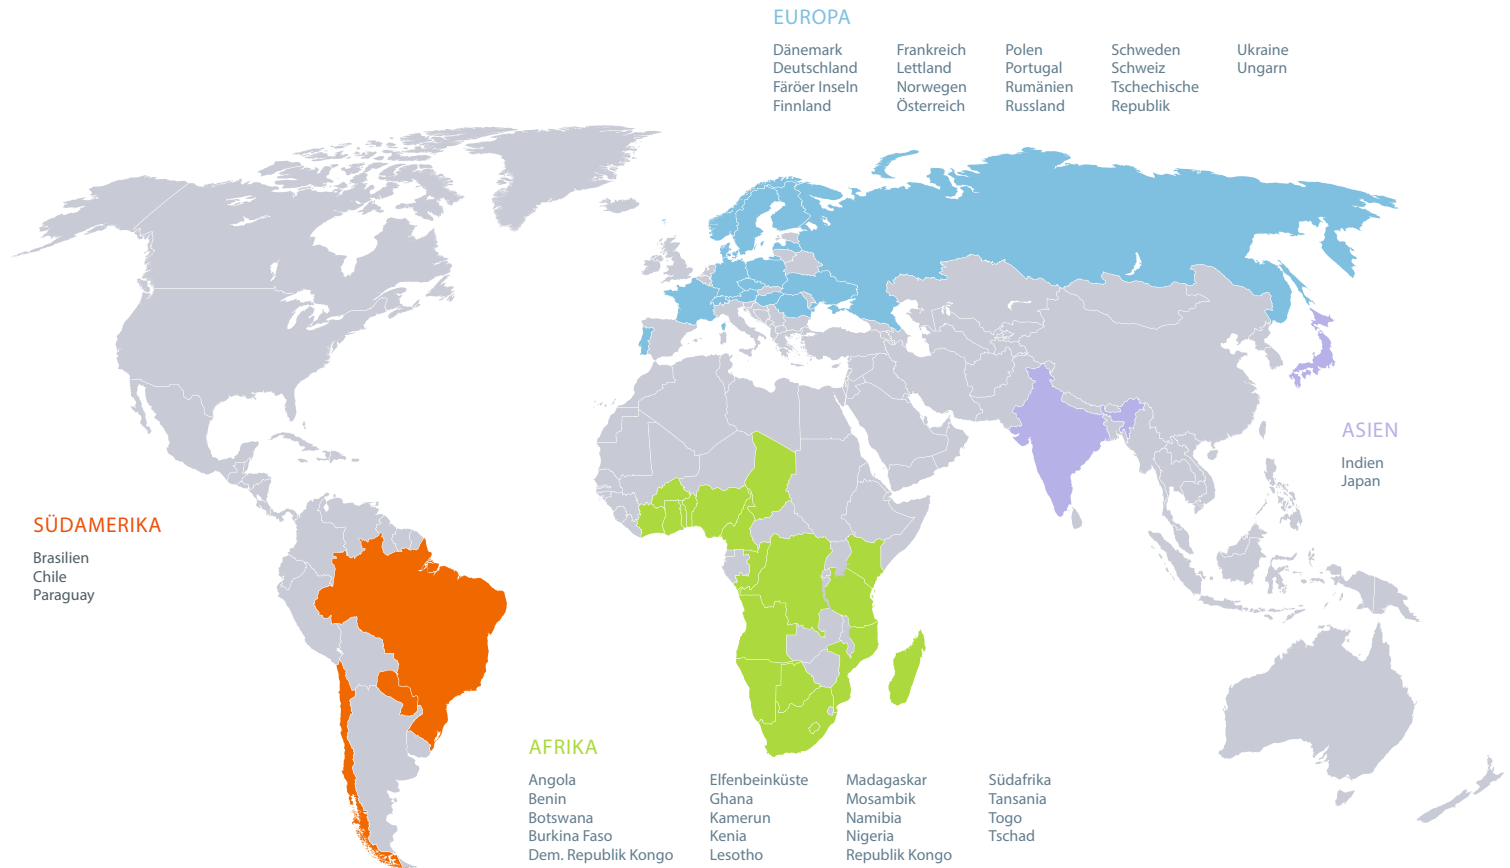 EUROPA
Dänemark
Deutschland
Färöer Inseln
Finnland
Frankreich
Lettland
Norwegen
Österreich
Polen
Portugal
Rumänien
Russland
Schweden
Schweiz
Tschechische
Republik
Ukraine
Ungarn
ASIEN
Indien
Japan
SÜDAMERIKA
Brasilien
Chile
Paraguay
AFRIKA
Angola
Benin
Botswana
Burkina Faso
Dem. Republik Kongo
Elfenbeinküste
Ghana
Kamerun
Kenia
Lesotho
Madagaskar
Mosambik
Namibia
Nigeria
Republik Kongo
Südafrika
Tansania
Togo
Tschad